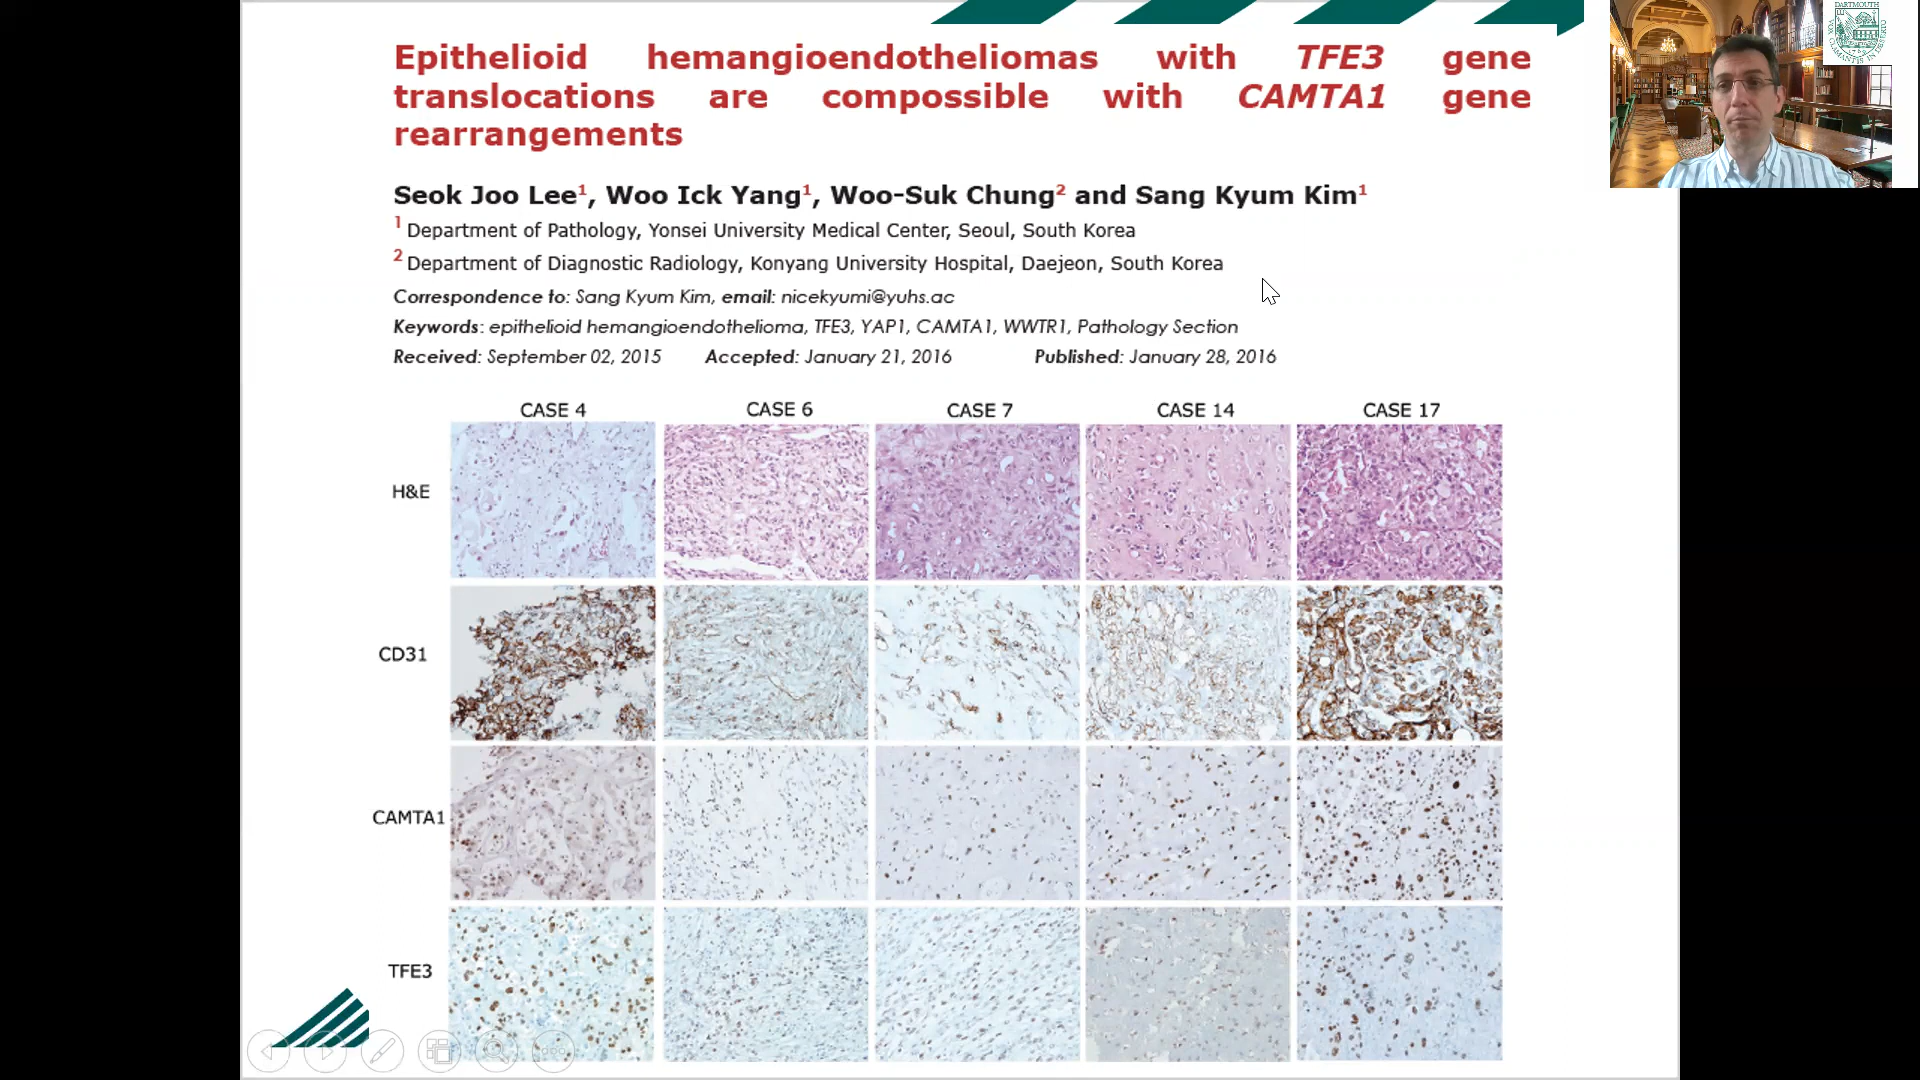 Epithelioid hemangioendotheliomas with TFE3 gene
translocations are compossible with CAMTA1 gene
rearrangements
Seok Joo Lee1, Woo Ick Yang1, Woo-Suk Chung2 and Sang Kyum Kim1
1 Department of Pathology, Yonsei University Medical Center, Seoul, South Korea
2 Department of Diagnostic Radiology, Konyang University Hospital, Daejeon, South Korea
Correspondence to: Sang Kyum Kim, email: nicekyumi@yuhs.ac
Keywords: epithelioid hemangioendothelioma, TFE3, YAP1, CAMTA1, WWTR1, Pathology Section
Received: September 02, 2015 Accepted: January 21, 2016 Published: January 28, 2016
CASE 4 CASE 6 CASE 7 CASE 14 CASE 17
H&E
CD31
CAMTA1
TFE3
DARTMOUTH